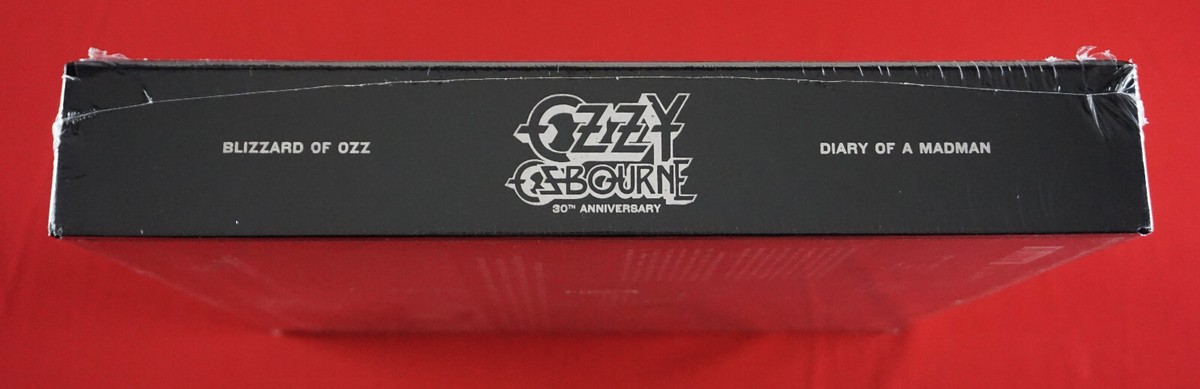 BLIZZARD OF OZZ
OZZY
OSBOURNE
30TH ANNIVERSARY
DIARY OF A MADMAN